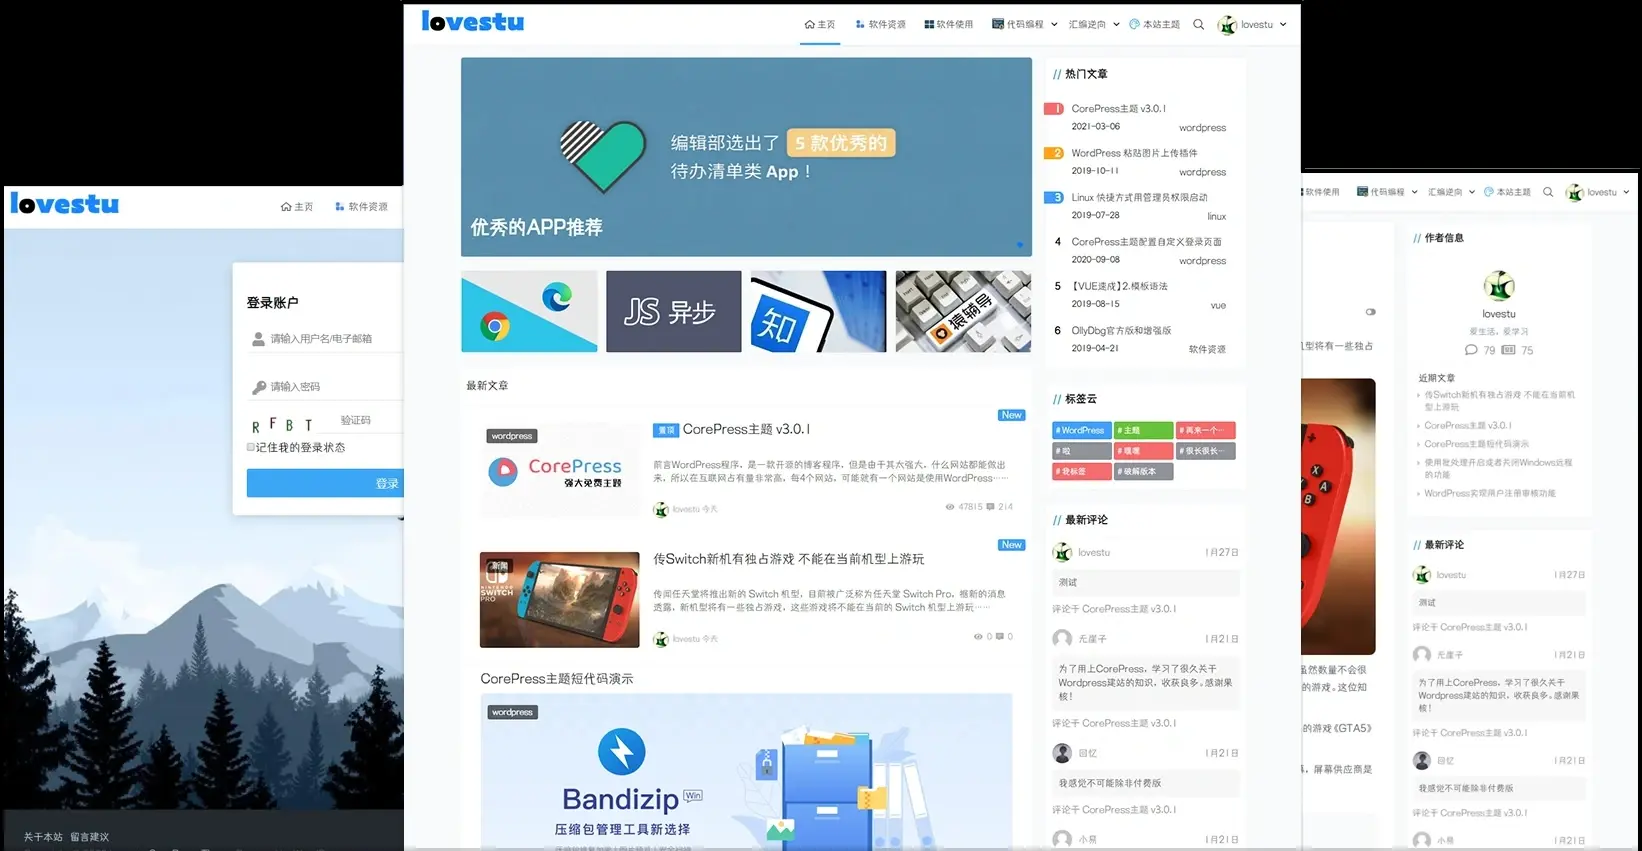 lovestu
主页
软件资源
登录账户
请输入用户名/电子邮箱
请输入密码
R F B T
验证码
记住我的登录状态
登录
关于本站 留言建议
lovestu
主页
软件资源
软件使用
代码编程
汇编逆向
本站主题
lovestu
编辑部选出了 5 款优秀的
待办清单类 App！
优秀的APP推荐
JS 异步
知
猿辅导
最新文章
New
wordpress
CorePress
强大免费主题
置顶 CorePress主题 v3.0.1
前言WordPress程序，是一款开源的博客程序，但是由于其太强大，什么网站都能做出
来，所以在互联网占有量非常高，每4个网站，可能就有一个网站是使用WordPress……
lovestu 今天
47815 214
New
新闻
NINTENDO
SWITCH
PRO
传Switch新机有独占游戏 不能在当前机型上游玩
传闻任天堂将推出新的 Switch 机型，目前被广泛称为任天堂 Switch Pro，据新的消息
透露，新机型将有一些独占游戏，这些游戏将不能在当前的 Switch 机型上游玩……
lovestu 今天
0 0
CorePress主题短代码演示
wordpress
Bandizip Win
压缩包管理工具新选择
// 热门文章
1 CorePress主题 v3.0.1
2021-03-06 wordpress
2 WordPress 粘贴图片上传插件
2019-10-11 wordpress
3 Linux 快捷方式用管理员权限启动
2019-07-28 linux
4 CorePress主题配置自定义登录页面
2020-09-08 wordpress
5 【VUE速成】2.模板语法
2019-08-15 vue
6 OllyDbg官方版和增强版
2019-04-21 软件资源
// 标签云
# WordPress # 主题 # 再来一个…
# 啦 # 嘿嘿 # 很长很长…
# 我标签 # 破解版本
// 最新评论
lovestu 1月27日
测试
评论于 CorePress主题 v3.0.1
无崖子 1月21日
为了用上CorePress，学习了很久关于
Wordpress建站的知识，收获良多。感谢果
核！
评论于 CorePress主题 v3.0.1
回忆 1月21日
我感觉不可能除非付费版
评论于 CorePress主题 v3.0.1
小易 1月21日
软件使用
代码编程
汇编逆向
本站主题
lovestu
机型将有一些独占
X
A
B
虽然数量不会很
的游戏。这位知
的游戏《GTA5》
，屏幕供应商是
// 作者信息
lovestu
爱生活，爱学习
79 75
近期文章
传Switch新机有独占游戏 不能在当前机
型上游玩
CorePress主题 v3.0.1
CorePress主题短代码演示
使用批处理开启或者关闭Windows远程
的功能
WordPress实现用户注册审核功能
// 最新评论
lovestu 1月27日
测试
评论于 CorePress主题 v3.0.1
无崖子 1月21日
为了用上CorePress，学习了很久关于
Wordpress建站的知识，收获良多。感谢果
核！
评论于 CorePress主题 v3.0.1
回忆 1月21日
我感觉不可能除非付费版
评论于 CorePress主题 v3.0.1
小易 1月21日